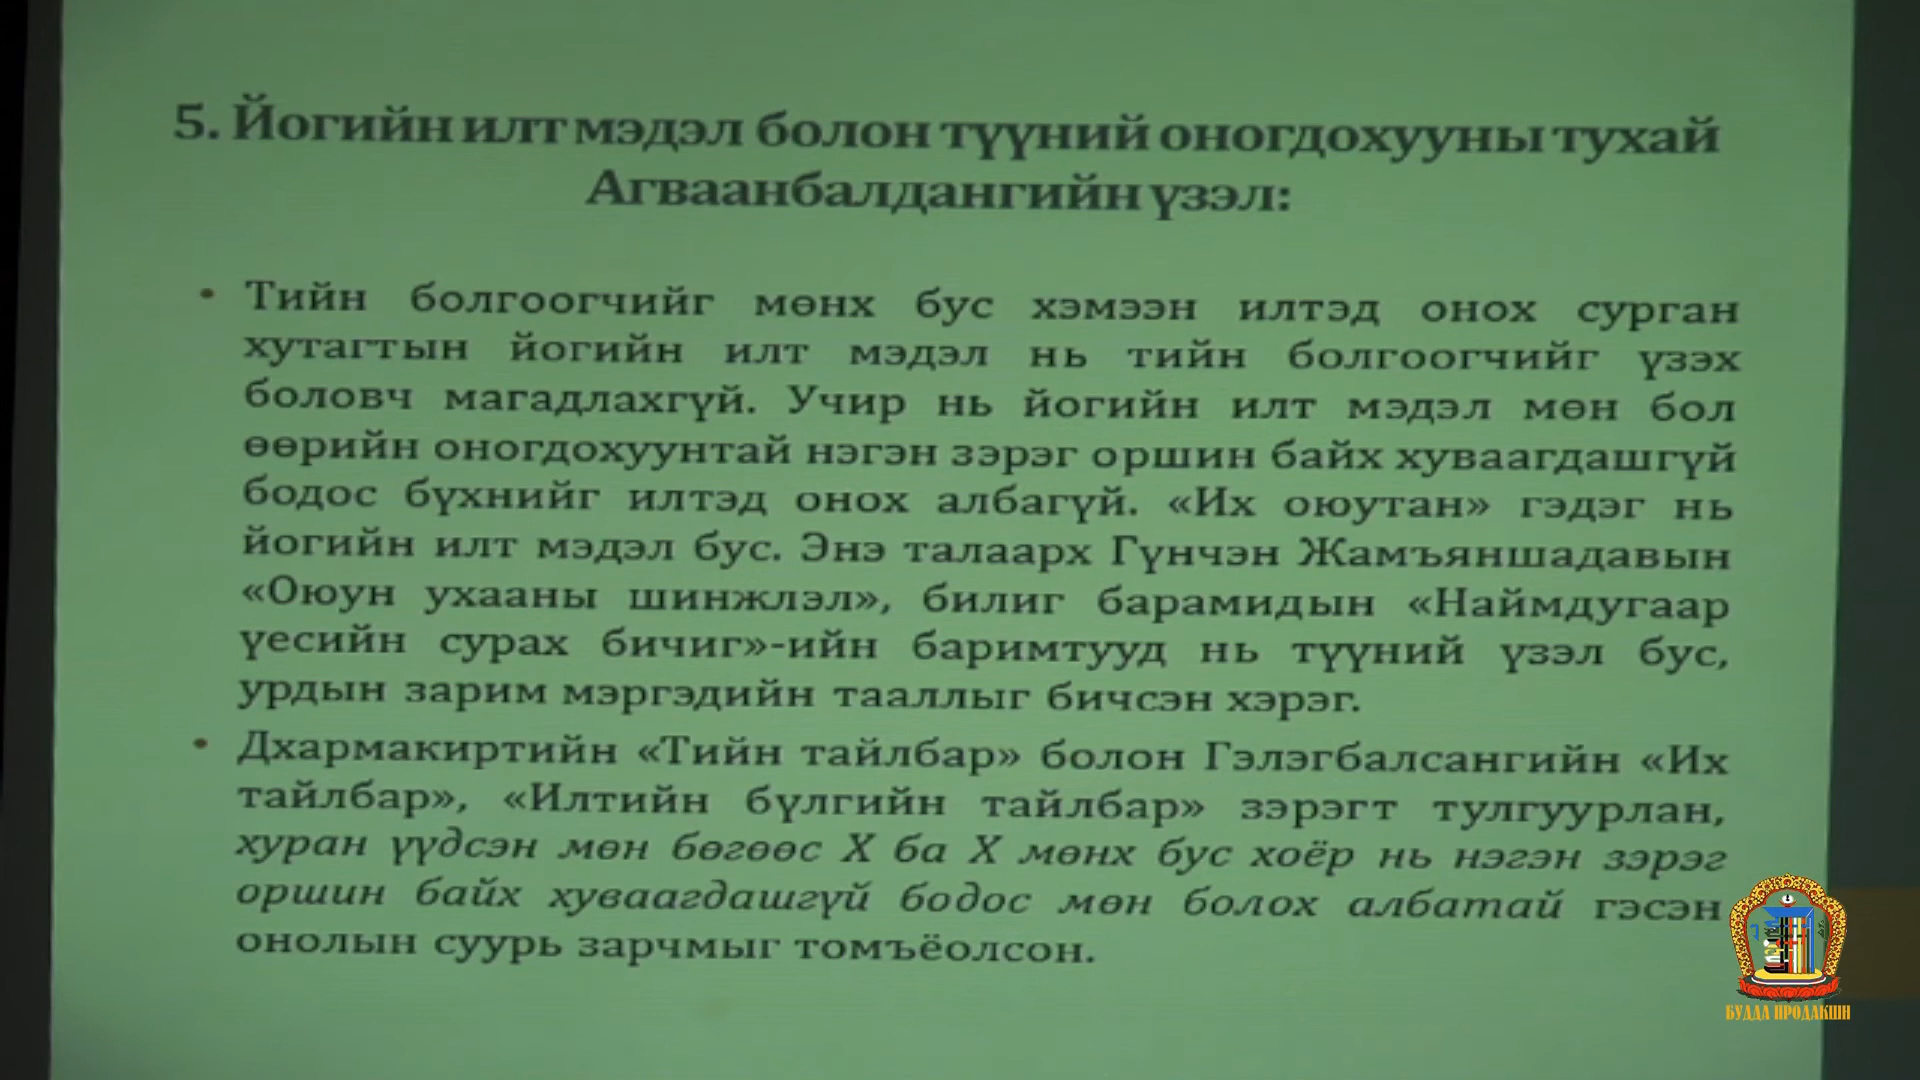 5. Йогийн илт мэдэл болон түүний оногдохууны тухай
Агваанбалдангийн үзэл:
• Тийн болгоогчийг мөнх бус хэмээн илтэд онох сурган
хутагтын йогийн илт мэдэл нь тийн болгоогчийг үзэх
боловч магадлахгүй. Учир нь йогийн илт мэдэл мөн бол
өөрийн оногдохуунтай нэгэн зэрэг оршин байх хуваагдашгүй
бодос бүхнийг илтэд онох албагүй. «Их оюутан» гэдэг нь
йогийн илт мэдэл бус. Энэ талаарх Гүнчэн Жамъяншадавын
«Оюун ухааны шинжлэл», билиг барамидын «Наймдугаар
үесийн сурах бичиг»-ийн баримтууд нь түүний үзэл бус,
урдын зарим мэргэдийн тааллыг бичсэн хэрэг.
• Дхармакиртийн «Тийн тайлбар» болон Гэлэгбалсангийн «Их
тайлбар», «Илтийн бүлгийн тайлбар» зэрэгт тулгуурлан,
хуран үүдсэн мөн бөгөөс Х ба Х мөнх бус хоёр нь нэгэн зэрэг
оршин байх хуваагдашгүй бодос мөн болох албатай гэсэн
онолын суурь зарчмыг томъёолсон.
БУДДА ПРОДАКШН